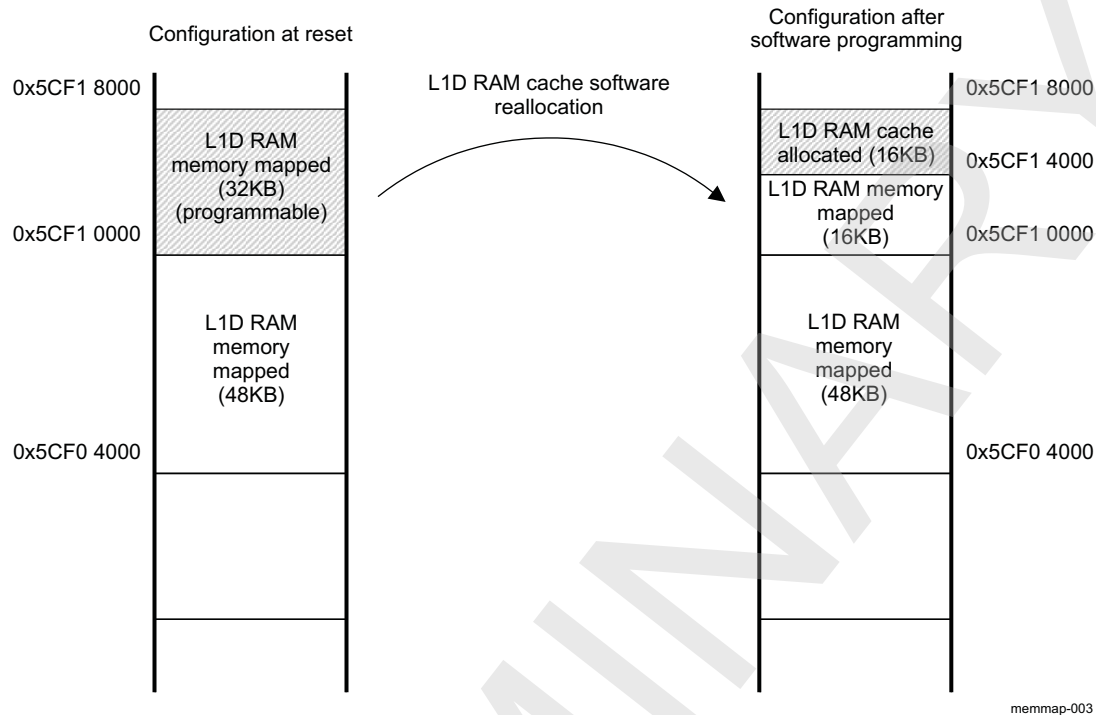 Configuration at reset
0x5CF1 8000
L1D RAM
memory mapped
(32KB)
(programmable)
0x5CF1 0000
L1D RAM
memory
mapped
(48KB)
0x5CF0 4000
L1D RAM cache software
reallocation
Configuration after
software programming
0x5CF1 8000
L1D RAM cache
allocated (16KB)
0x5CF1 4000
L1D RAM memory
mapped
(16KB)
0x5CF1 0000
L1D RAM
memory
mapped
(48KB)
0x5CF0 4000
MINARY
memmap-003